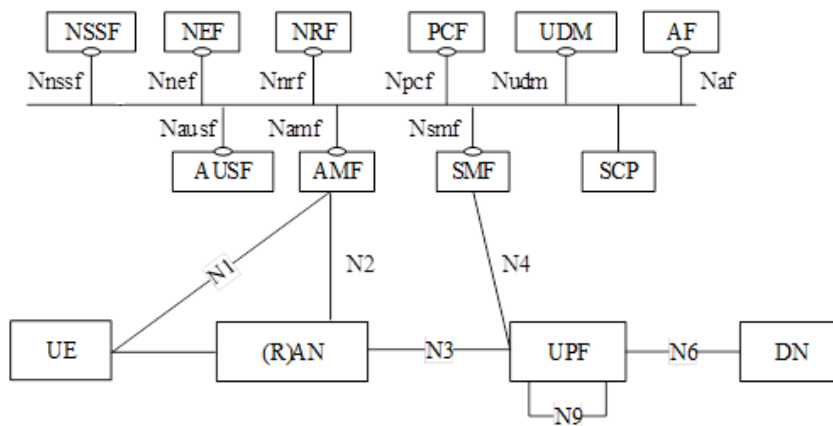 NSSF NEF NRF PCF UDM AF
Nnssf Nnef Nnrf Npcf Nudm Naf
Nausf Namf Nsmf
AUSF AMF SMF SCP
N1 N2 N4
UE (R)AN N3 UPF N6 DN
N9